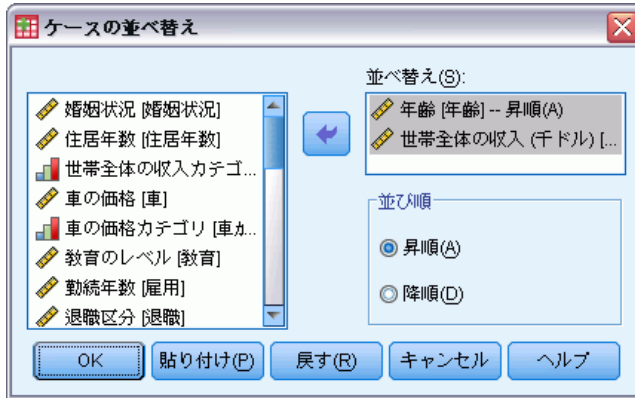 ケースの並べ替え
婚姻状況 [婚姻状況]
住居年数 [住居年数]
世帯全体の収入カテゴ...
車の価格 [車]
車の価格カテゴリ [車カ...
教育のレベル [教育]
勤続年数 [雇用]
退職区分 [退職]
並べ替え(S):
年齢 [年齢] -- 昇順(A)
世帯全体の収入 (千ドル) [...
並び順
昇順(A)
降順(D)
OK
貼り付け(P)
戻す(R)
キャンセル
ヘルプ